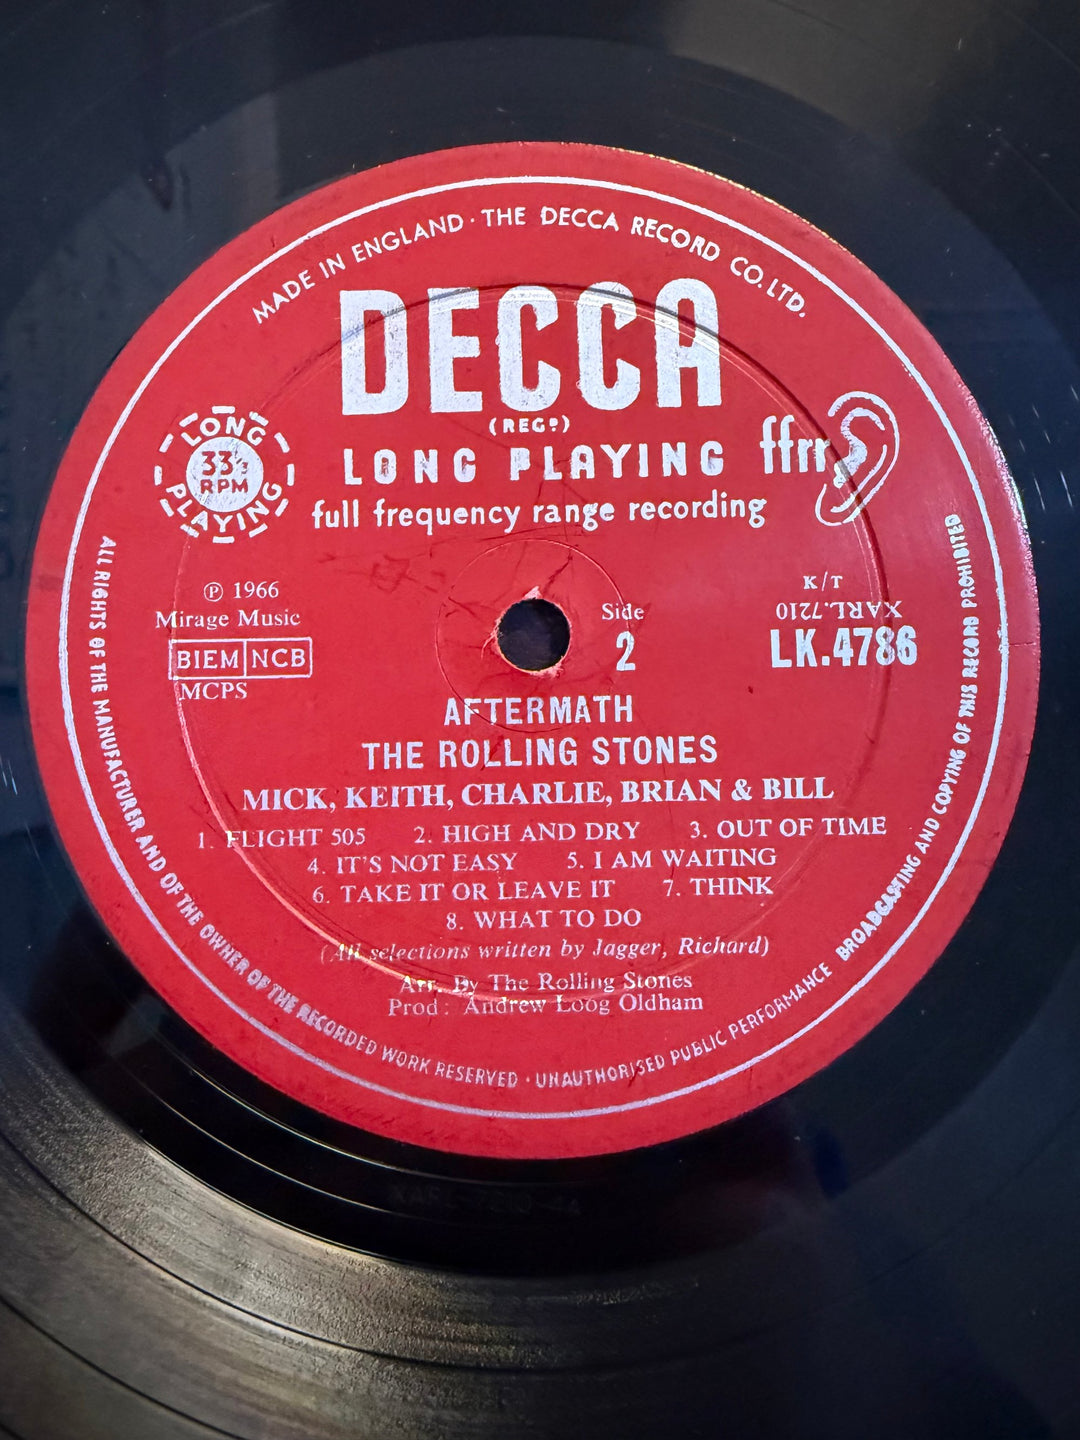 MADE IN ENGLAND · THE DECCA RECORD CO. LTD.
DECCA
(REGD)
LONG PLAYING
ffrr
full frequency range recording
LONG
33⅓
RPM
PLAYING
Ⓟ 1966
Mirage Music
BIEM NCB
MCPS
Side
2
K/T
XARL.7210
LK.4786
AFTERMATH
THE ROLLING STONES
MICK, KEITH, CHARLIE, BRIAN & BILL
1. FLIGHT 505 2. HIGH AND DRY 3. OUT OF TIME
4. IT'S NOT EASY 5. I AM WAITING
6. TAKE IT OR LEAVE IT 7. THINK
8. WHAT TO DO
(All selections written by Jagger, Richard)
Arr. By The Rolling Stones
Prod : Andrew Loog Oldham
ALL RIGHTS OF THE MANUFACTURER AND OF THE OWNER OF THE RECORDED WORK RESERVED · UNAUTHORISED PUBLIC PERFORMANCE BROADCASTING AND COPYING OF THIS RECORD PROHIBITED